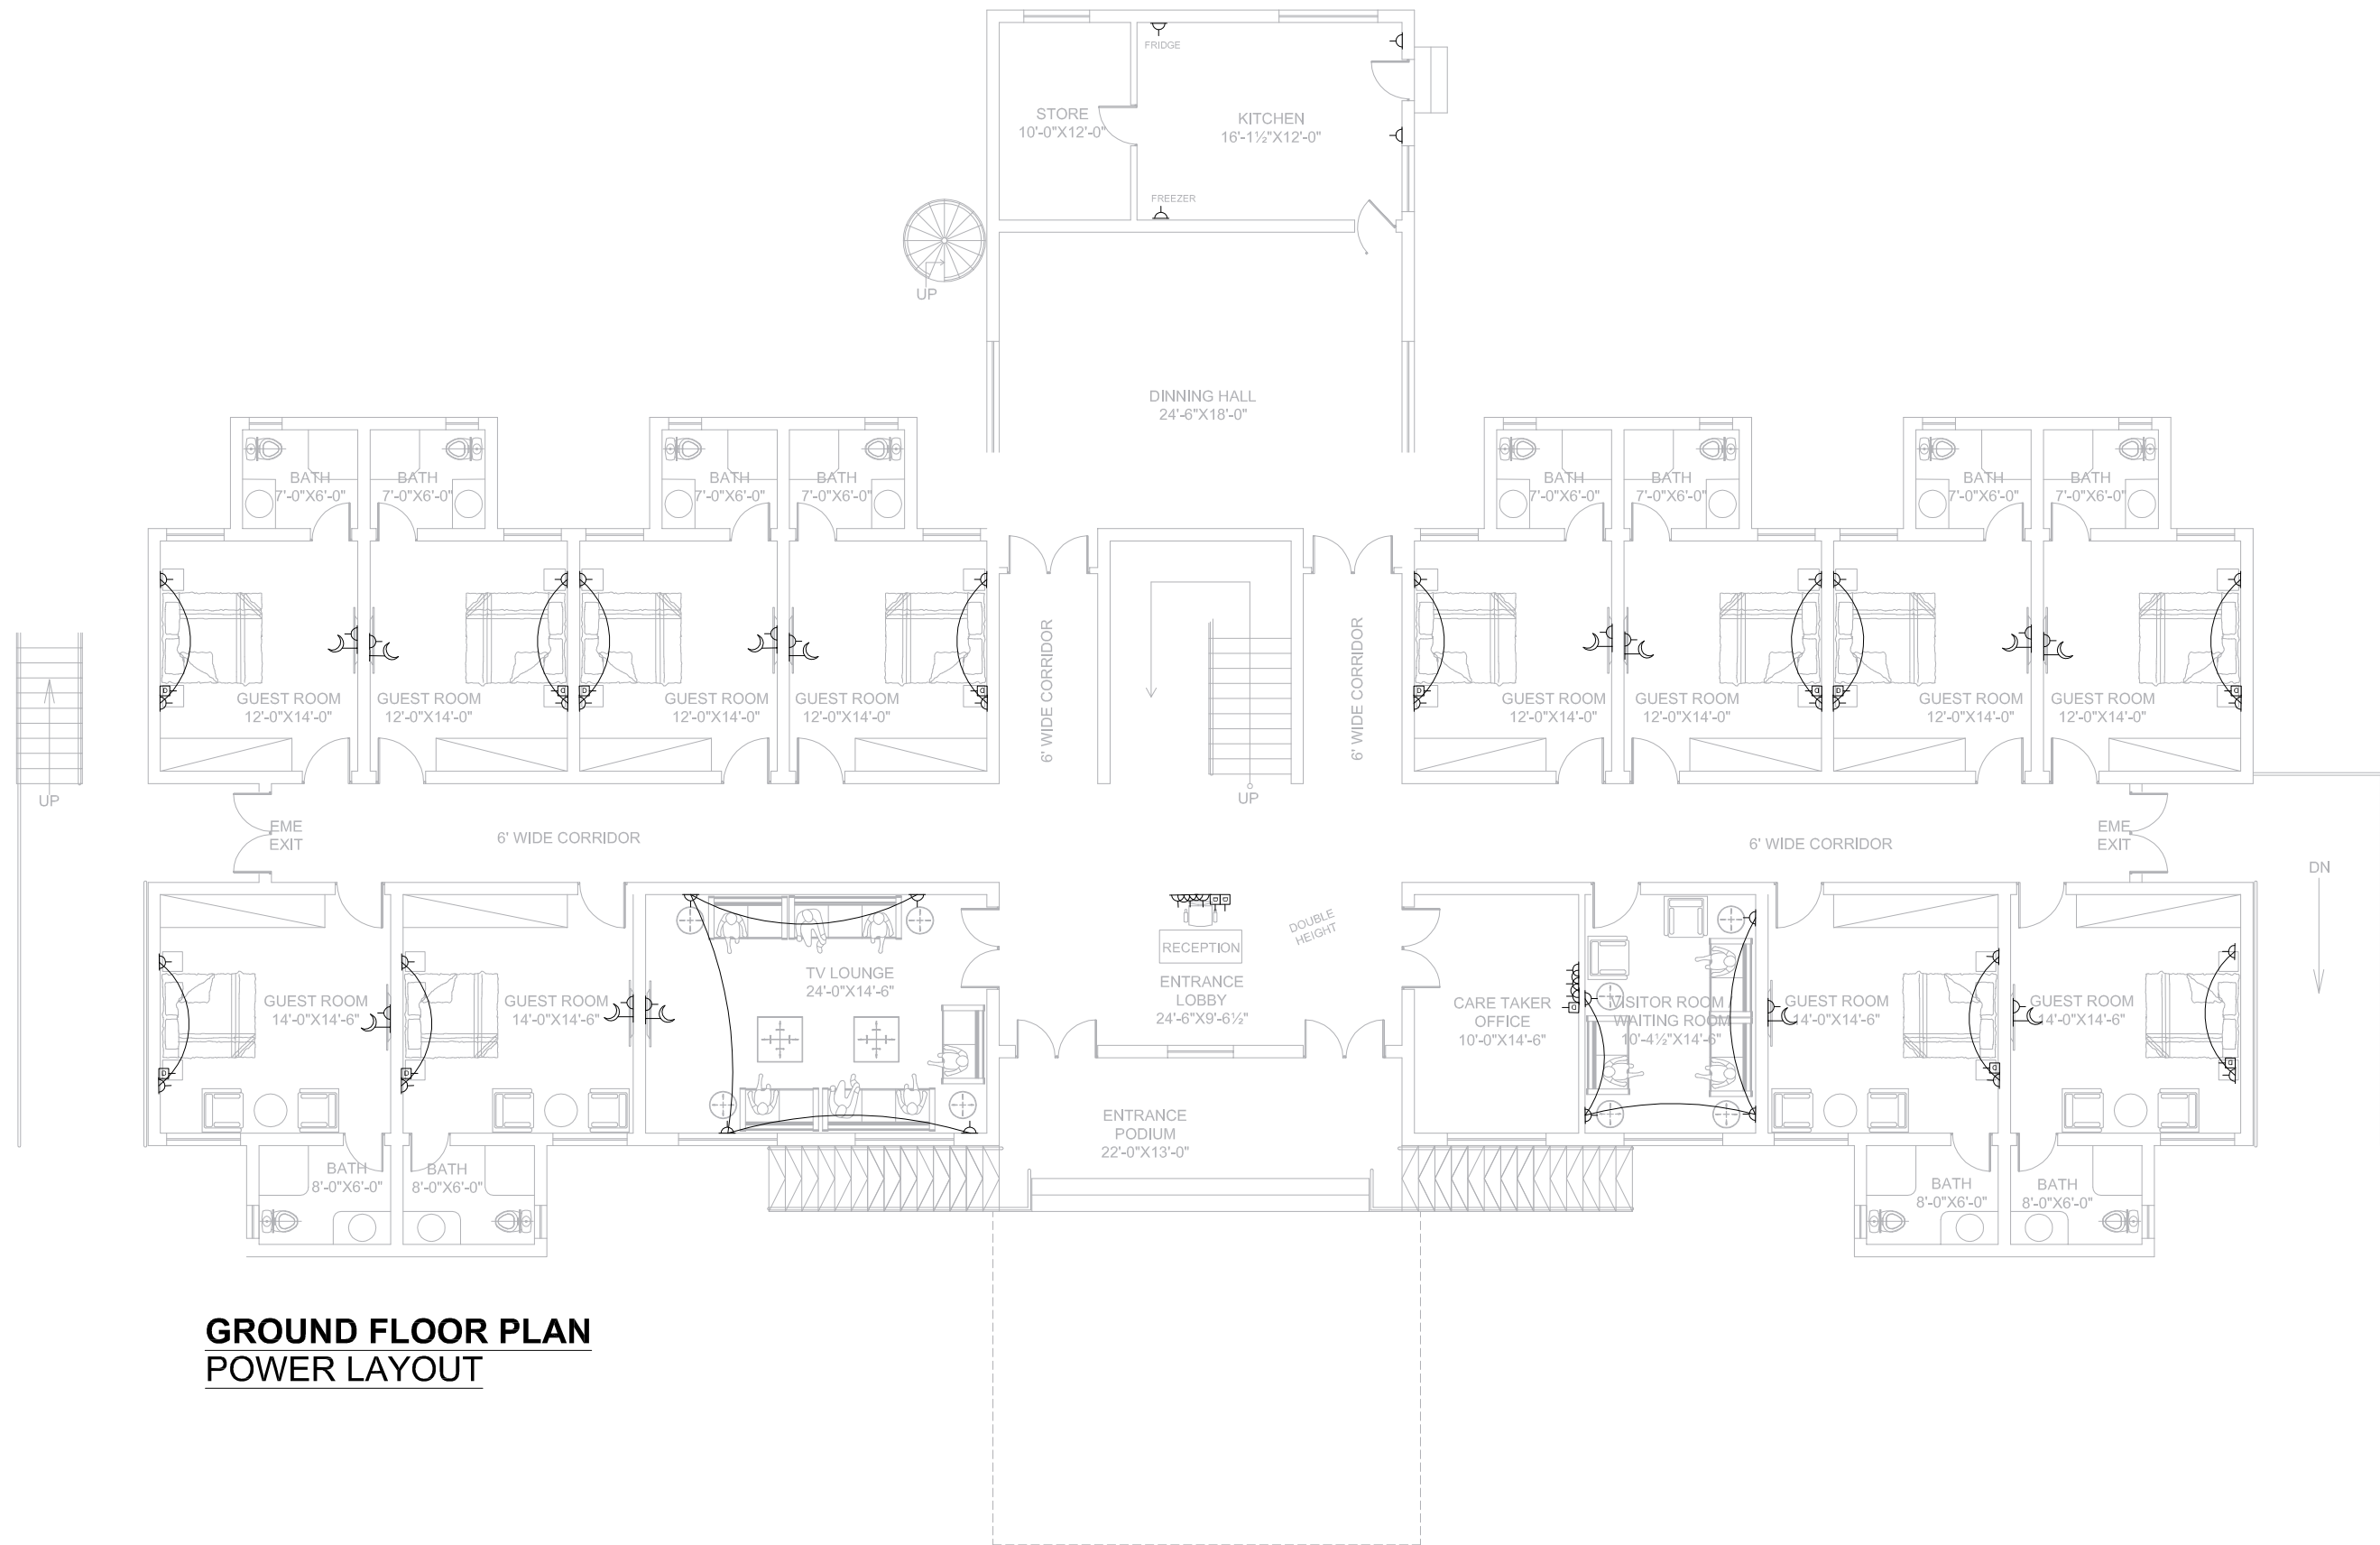 FRIDGE
STORE
10'-0"X12'-0"
KITCHEN
16'-1½"X12'-0"
FREEZER
UP
DINNING HALL
24'-6"X18'-0"
BATH
7'-0"X6'-0"
BATH
7'-0"X6'-0"
BATH
7'-0"X6'-0"
BATH
7'-0"X6'-0"
BATH
7'-0"X6'-0"
BATH
7'-0"X6'-0"
BATH
7'-0"X6'-0"
BATH
7'-0"X6'-0"
GUEST ROOM
12'-0"X14'-0"
GUEST ROOM
12'-0"X14'-0"
GUEST ROOM
12'-0"X14'-0"
GUEST ROOM
12'-0"X14'-0"
6' WIDE CORRIDOR
6' WIDE CORRIDOR
GUEST ROOM
12'-0"X14'-0"
GUEST ROOM
12'-0"X14'-0"
GUEST ROOM
12'-0"X14'-0"
GUEST ROOM
12'-0"X14'-0"
UP
UP
EME
EXIT
6' WIDE CORRIDOR
6' WIDE CORRIDOR
EME
EXIT
DN
DOUBLE
HEIGHT
RECEPTION
GUEST ROOM
14'-0"X14'-6"
GUEST ROOM
14'-0"X14'-6"
TV LOUNGE
24'-0"X14'-6"
ENTRANCE
LOBBY
24'-6"X9'-6½"
CARE TAKER
OFFICE
10'-0"X14'-6"
VISITOR ROOM
WAITING ROOM
10'-4½"X14'-6"
GUEST ROOM
14'-0"X14'-6"
GUEST ROOM
14'-0"X14'-6"
ENTRANCE
PODIUM
22'-0"X13'-0"
BATH
8'-0"X6'-0"
BATH
8'-0"X6'-0"
BATH
8'-0"X6'-0"
BATH
8'-0"X6'-0"
GROUND FLOOR PLAN
POWER LAYOUT